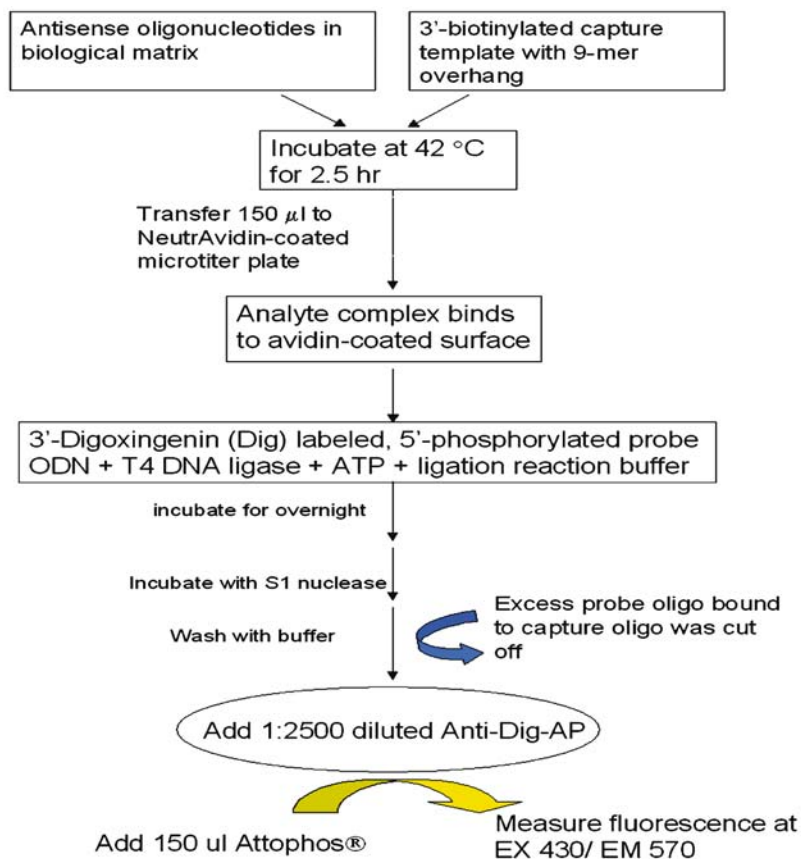 Antisense oligonucleotides in
biological matrix
3’-biotinylated capture
template with 9-mer
overhang
Incubate at 42 °C
for 2.5 hr
Transfer 150 µl to
NeutrAvidin-coated
microtiter plate
Analyte complex binds
to avidin-coated surface
3’-Digoxingenin (Dig) labeled, 5’-phosphorylated probe
ODN + T4 DNA ligase + ATP + ligation reaction buffer
incubate for overnight
Incubate with S1 nuclease
Wash with buffer
Excess probe oligo bound
to capture oligo was cut
off
Add 1:2500 diluted Anti-Dig-AP
Add 150 ul Attophos®
Measure fluorescence at
EX 430/ EM 570